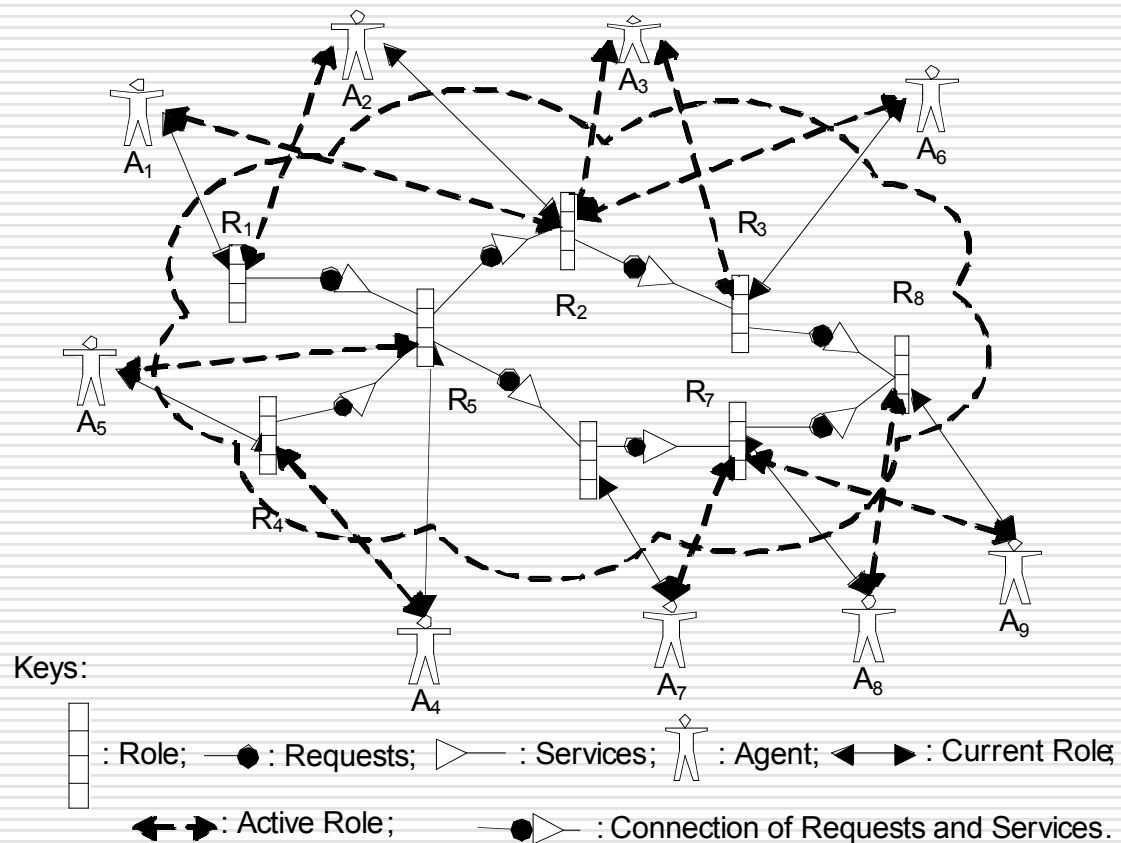 A2
A3
A1
A6
R1
R3
R2
R8
A5
R5
R7
R4
A9
A4
A7
A8
Keys:
: Role; : Requests; : Services; : Agent; : Current Role;
: Active Role; : Connection of Requests and Services.